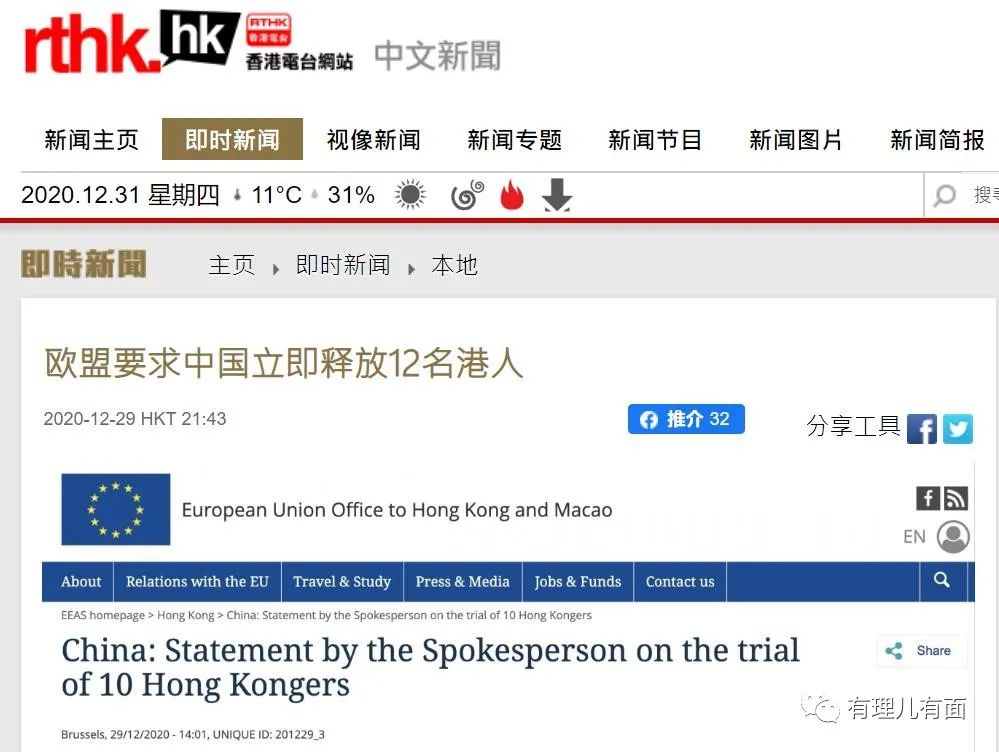 rthk.hk RTHK 香港電台 香港電台網站 中文新聞
新闻主页 即时新闻 视像新闻 新闻专题 新闻节目 新闻图片 新闻简报
2020.12.31 星期四 11°C 31% 搜
即時新聞 主页 即时新闻 本地
欧盟要求中国立即释放12名港人
2020-12-29 HKT 21:43 推介 32 分享工具
European Union Office to Hong Kong and Macao
EN
About Relations with the EU Travel & Study Press & Media Jobs & Funds Contact us
EEAS homepage > Hong Kong > China: Statement by the Spokesperson on the trial of 10 Hong Kongers
China: Statement by the Spokesperson on the trial
of 10 Hong Kongers
Share
有理儿有面
Brussels, 29/12/2020 - 14:01, UNIQUE ID: 201229_3